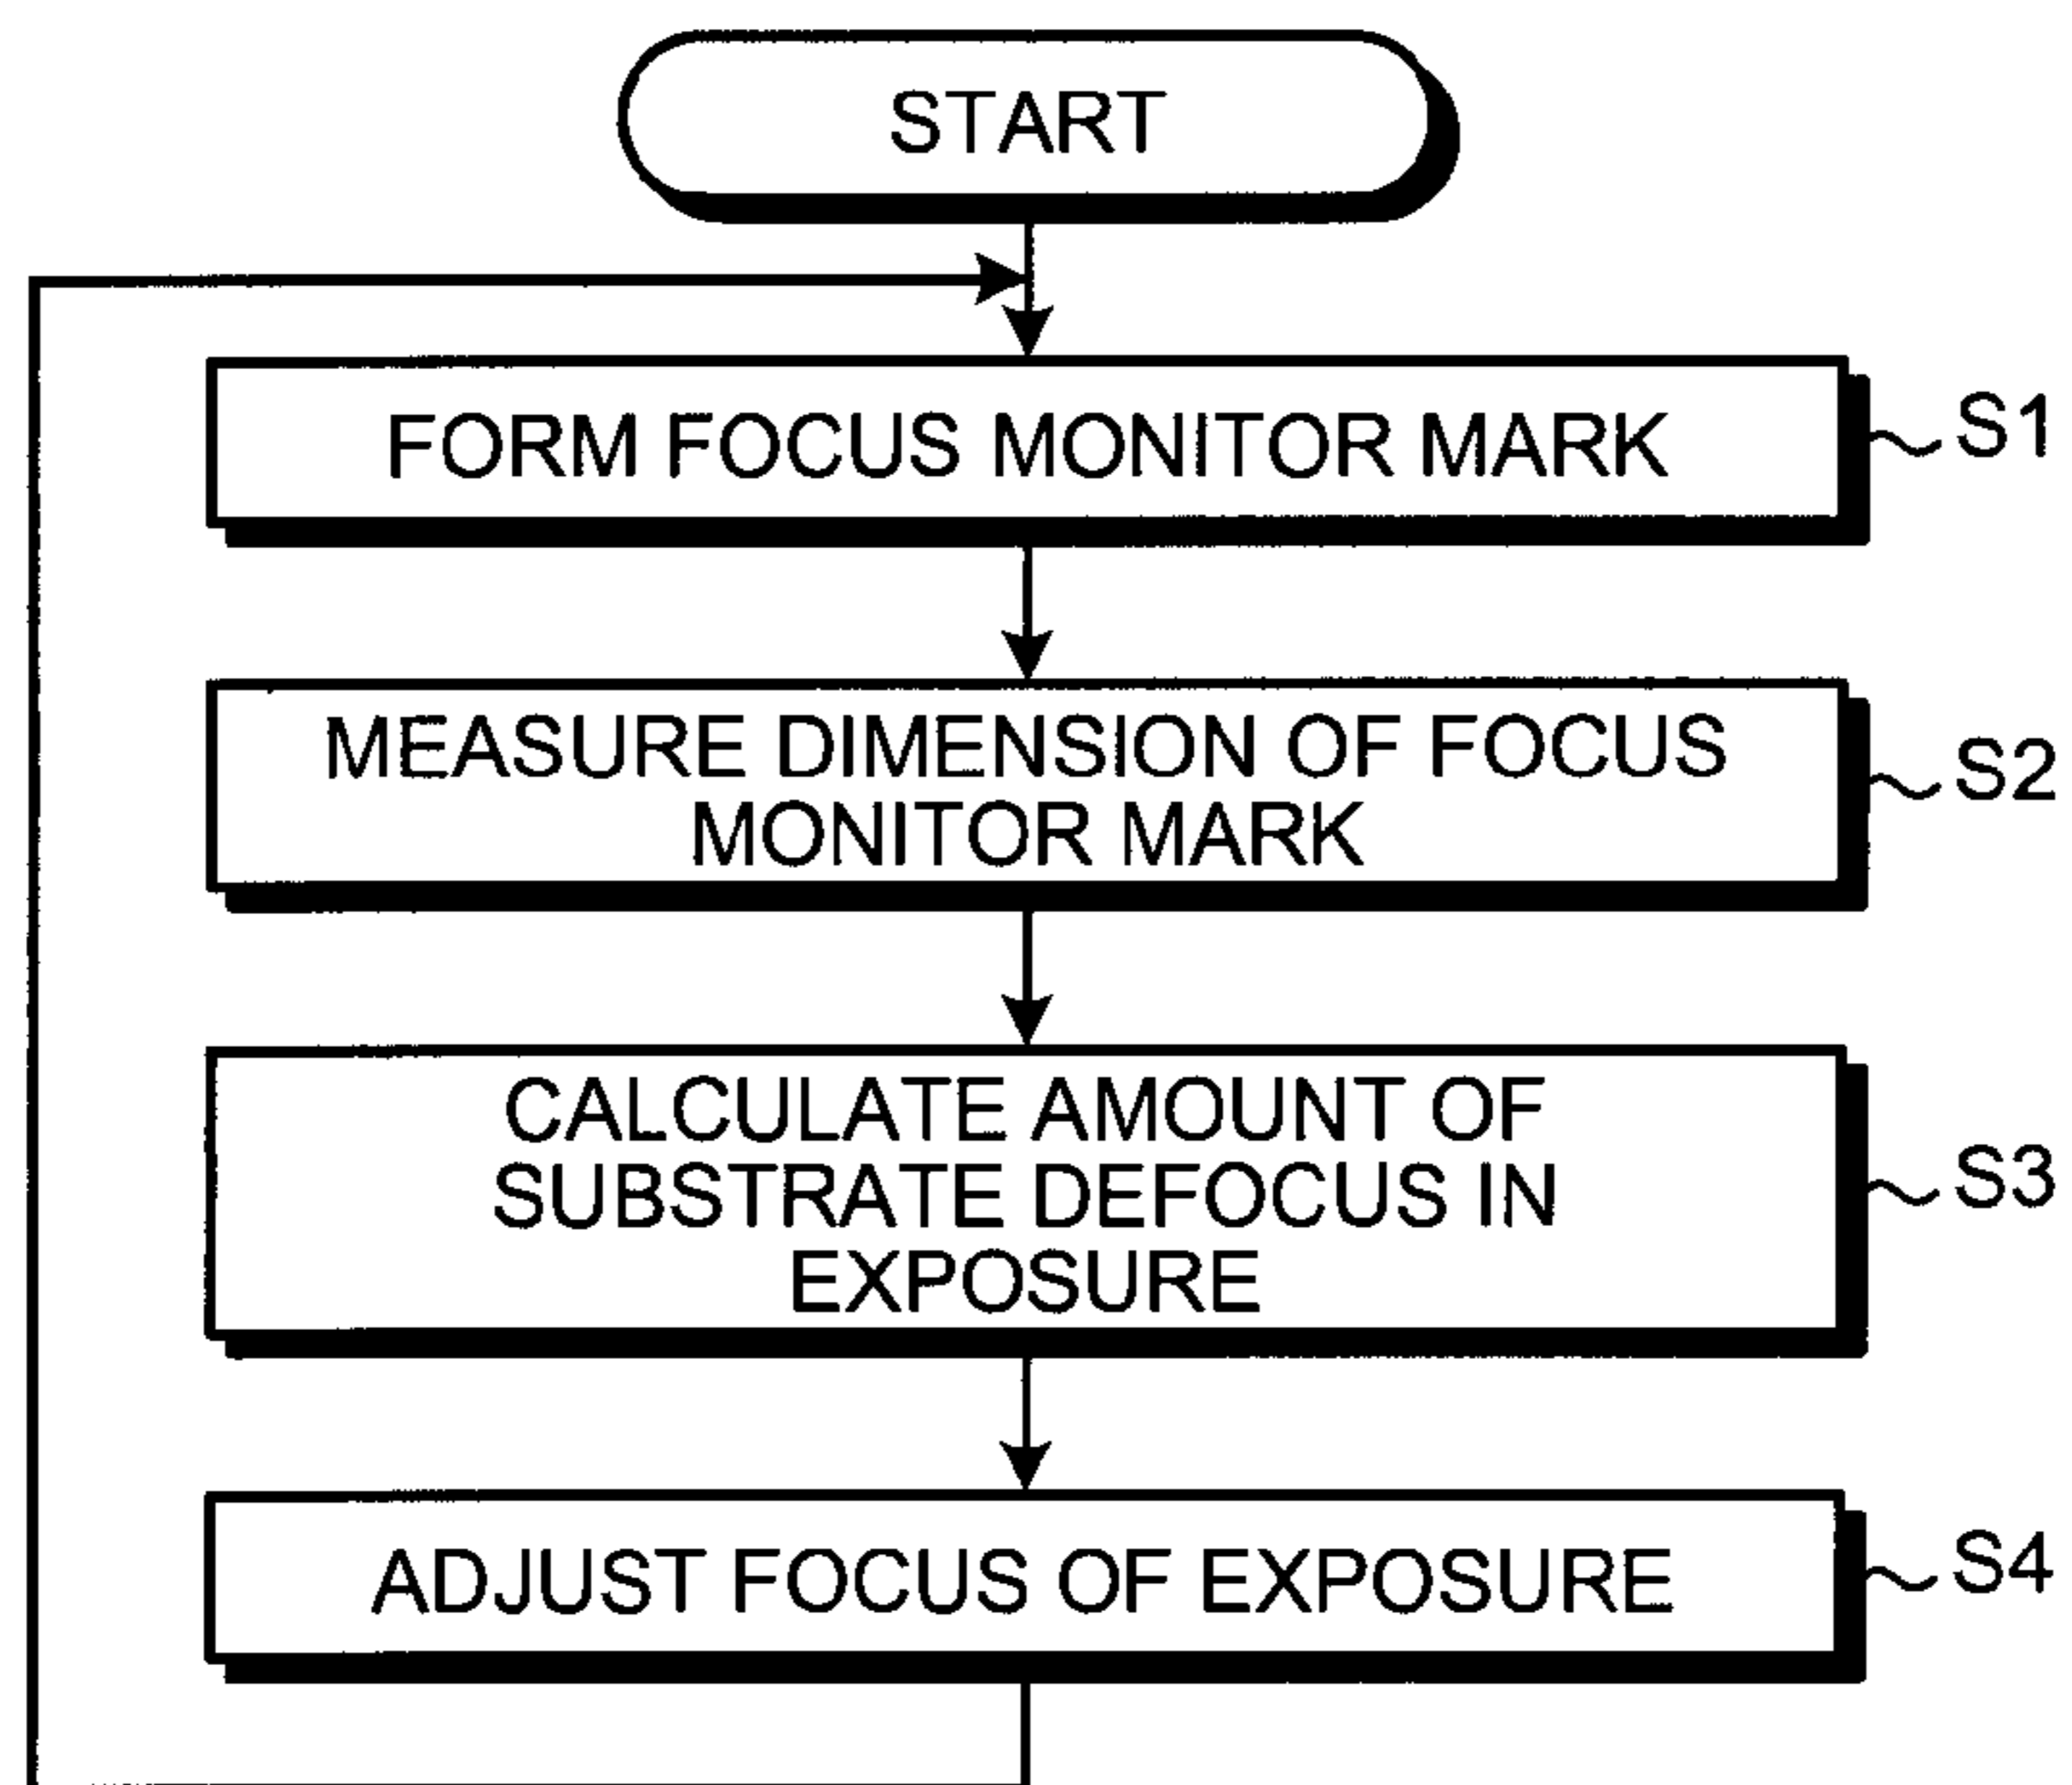 START
FORM FOCUS MONITOR MARK
S1
MEASURE DIMENSION OF FOCUS
MONITOR MARK
S2
CALCULATE AMOUNT OF
SUBSTRATE DEFOCUS IN
EXPOSURE
S3
ADJUST FOCUS OF EXPOSURE
S4